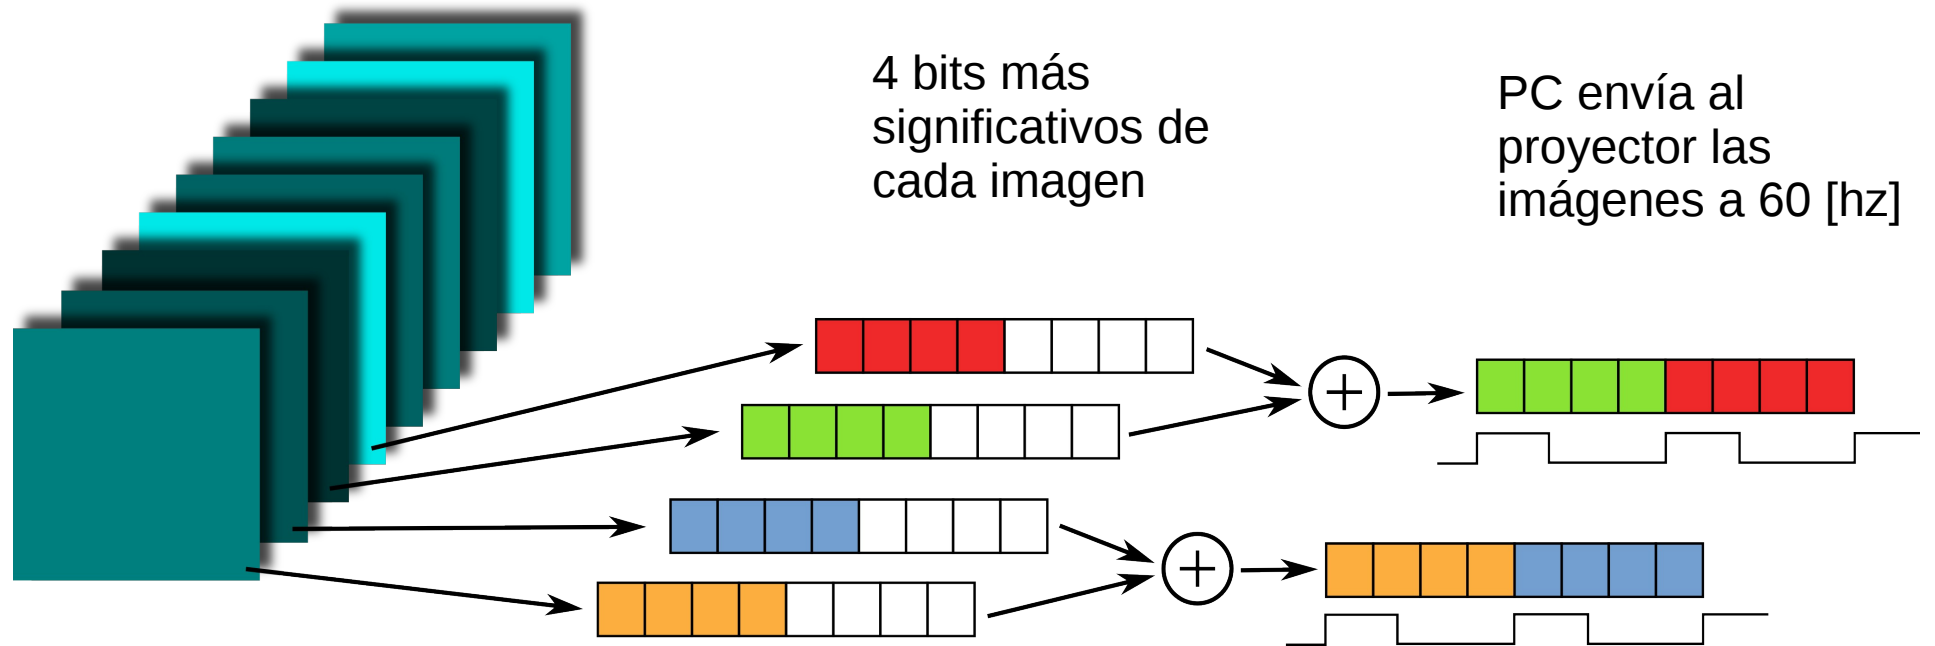 4 bits más
significativos de
cada imagen
PC envía al
proyector las
imágenes a 60 [hz]